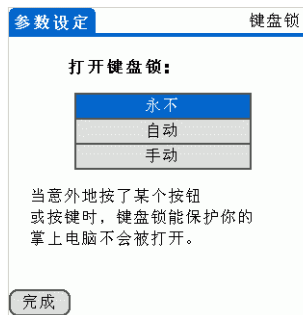 参数设定 键盘锁
打开键盘锁：
永不
自动
手动
当意外地按了某个按钮
或按键时，键盘锁能保护你的
掌上电脑不会被打开。
完成